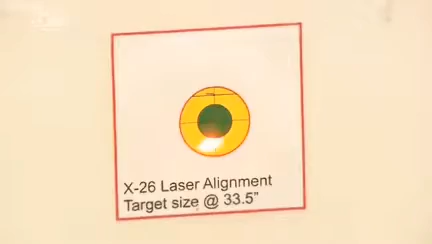 X-26 Laser Alignment
Target size @ 33.5"